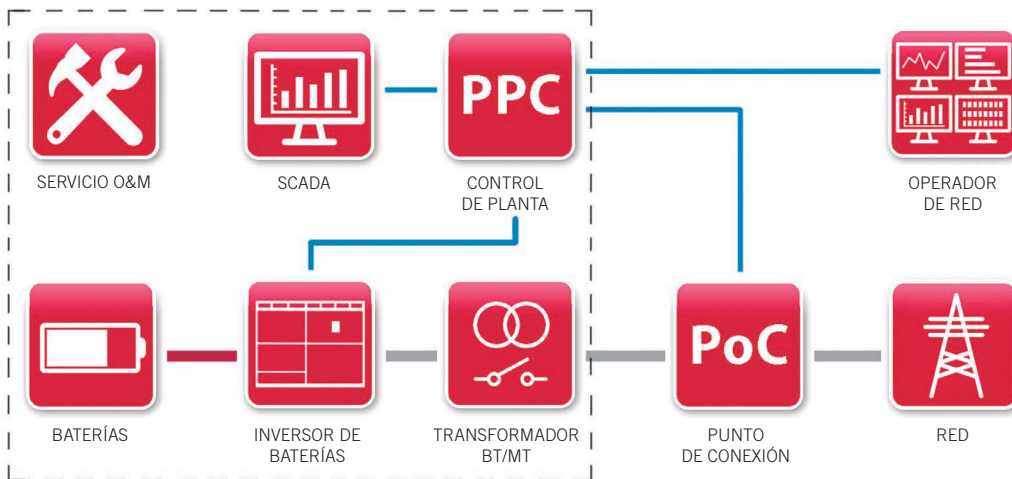 PPC
SERVICIO O&M
SCADA
CONTROL
DE PLANTA
OPERADOR
DE RED
PoC
BATERÍAS
INVERSOR DE
BATERÍAS
TRANSFORMADOR
BT/MT
PUNTO
DE CONEXIÓN
RED